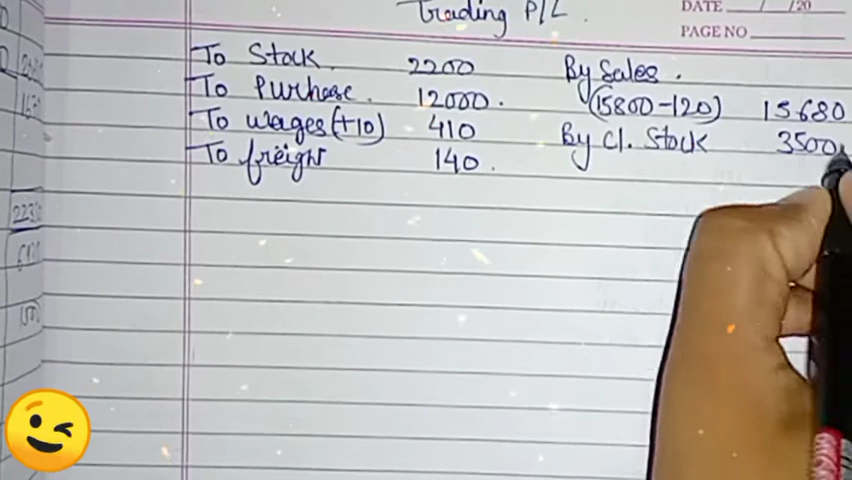 Trading P/L.
DATE / /20
PAGE NO
To Stock. 2200 By Sales.
To Purchase. 12000. (15800-120) 15680
To wages (+10) 410 By Cl. Stock 3500
To freight 140.